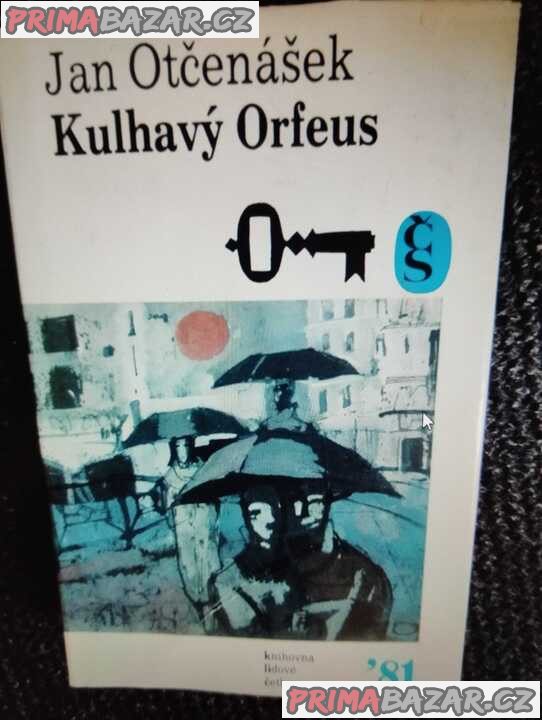 PRIMABAZAR.CZ
Jan Otčenášek
Kulhavý Orfeus
ČS
knihovna
lidové
'81
PRIMABAZAR.CZ